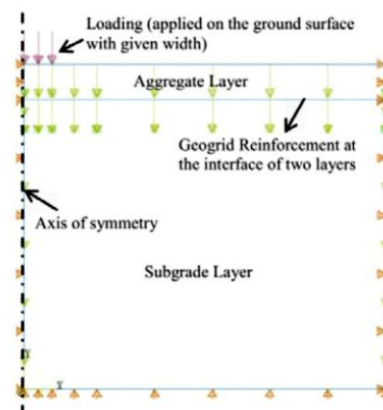 Loading (applied on the ground surface
with given width)
Aggregate Layer
Geogrid Reinforcement at
the interface of two layers
Axis of symmetry
Subgrade Layer
Y
X